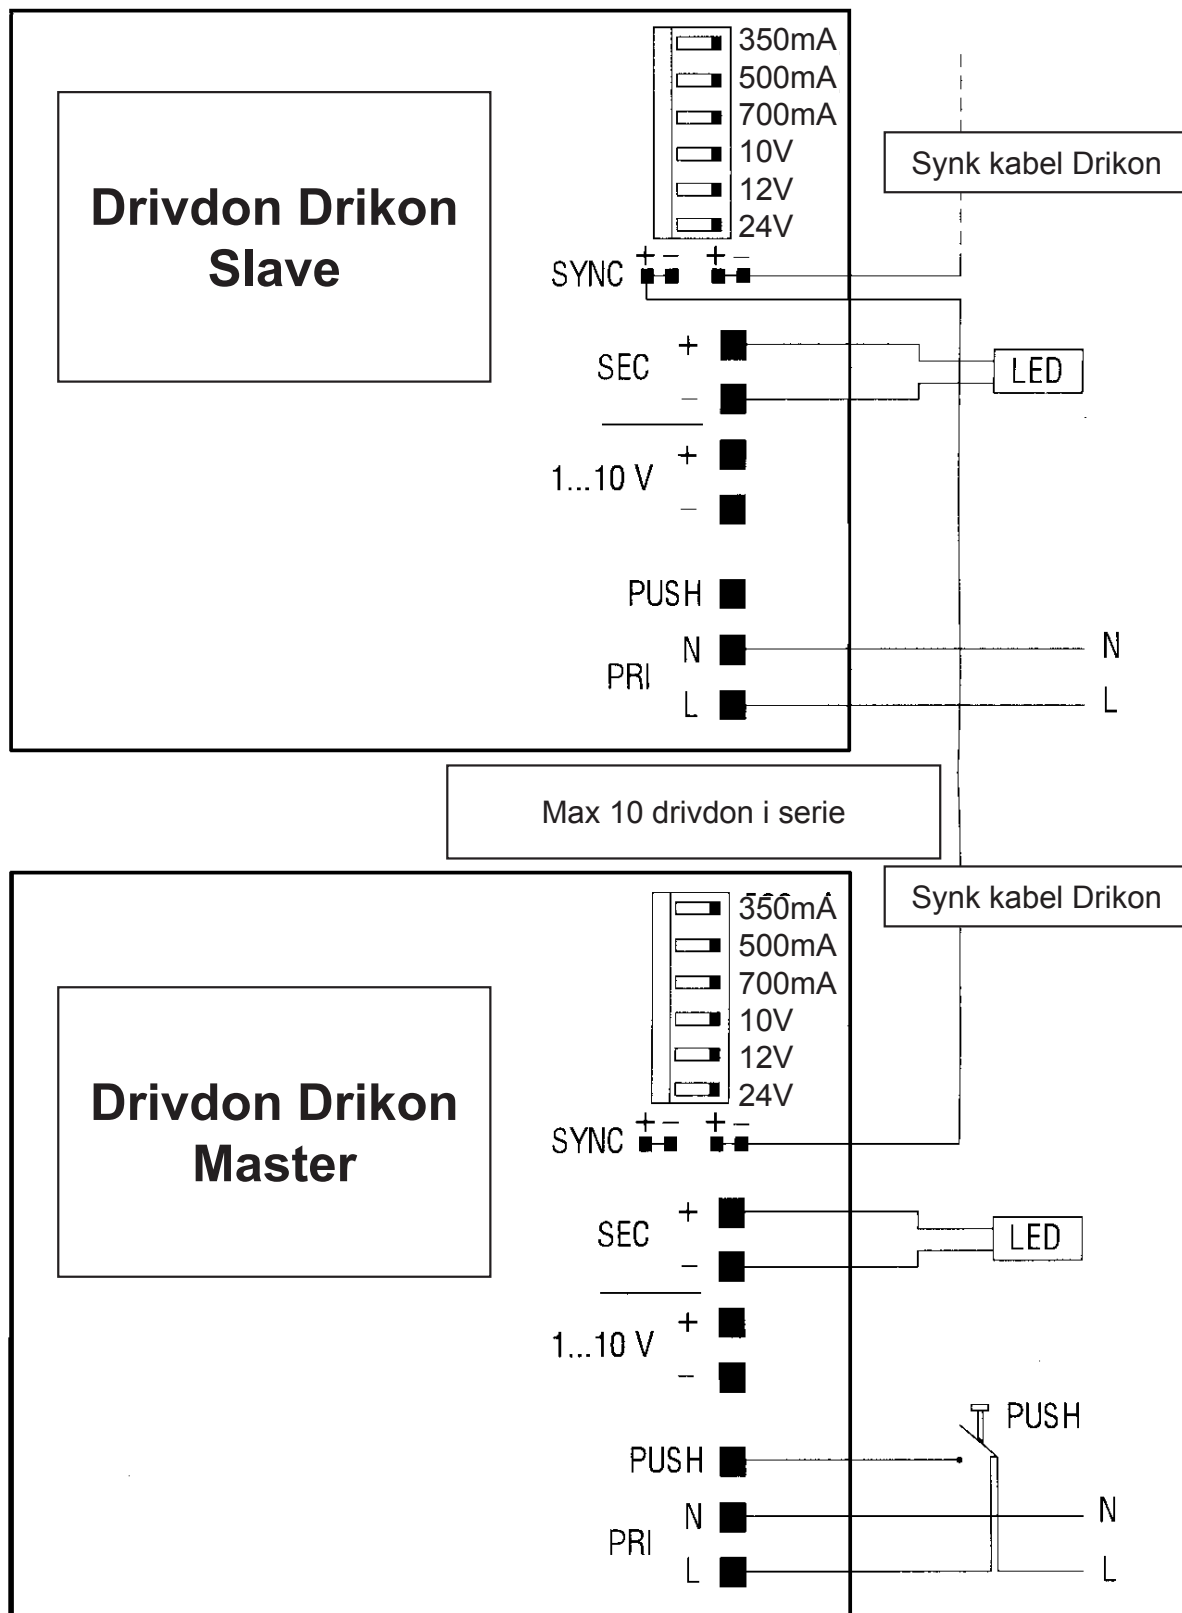 350mA
500mA
700mA
10V
12V
24V
Synk kabel Drikon
Drivdon Drikon
Slave
+ − + −
SYNC
+
SEC
−
LED
+
1...10 V
−
PUSH
N
PRI
L
N
L
Max 10 drivdon i serie
Synk kabel Drikon
350mA
500mA
700mA
10V
12V
24V
Drivdon Drikon
Master
+ − + −
SYNC
+
SEC
−
LED
+
1...10 V
−
PUSH
PUSH
N
PRI
L
N
L